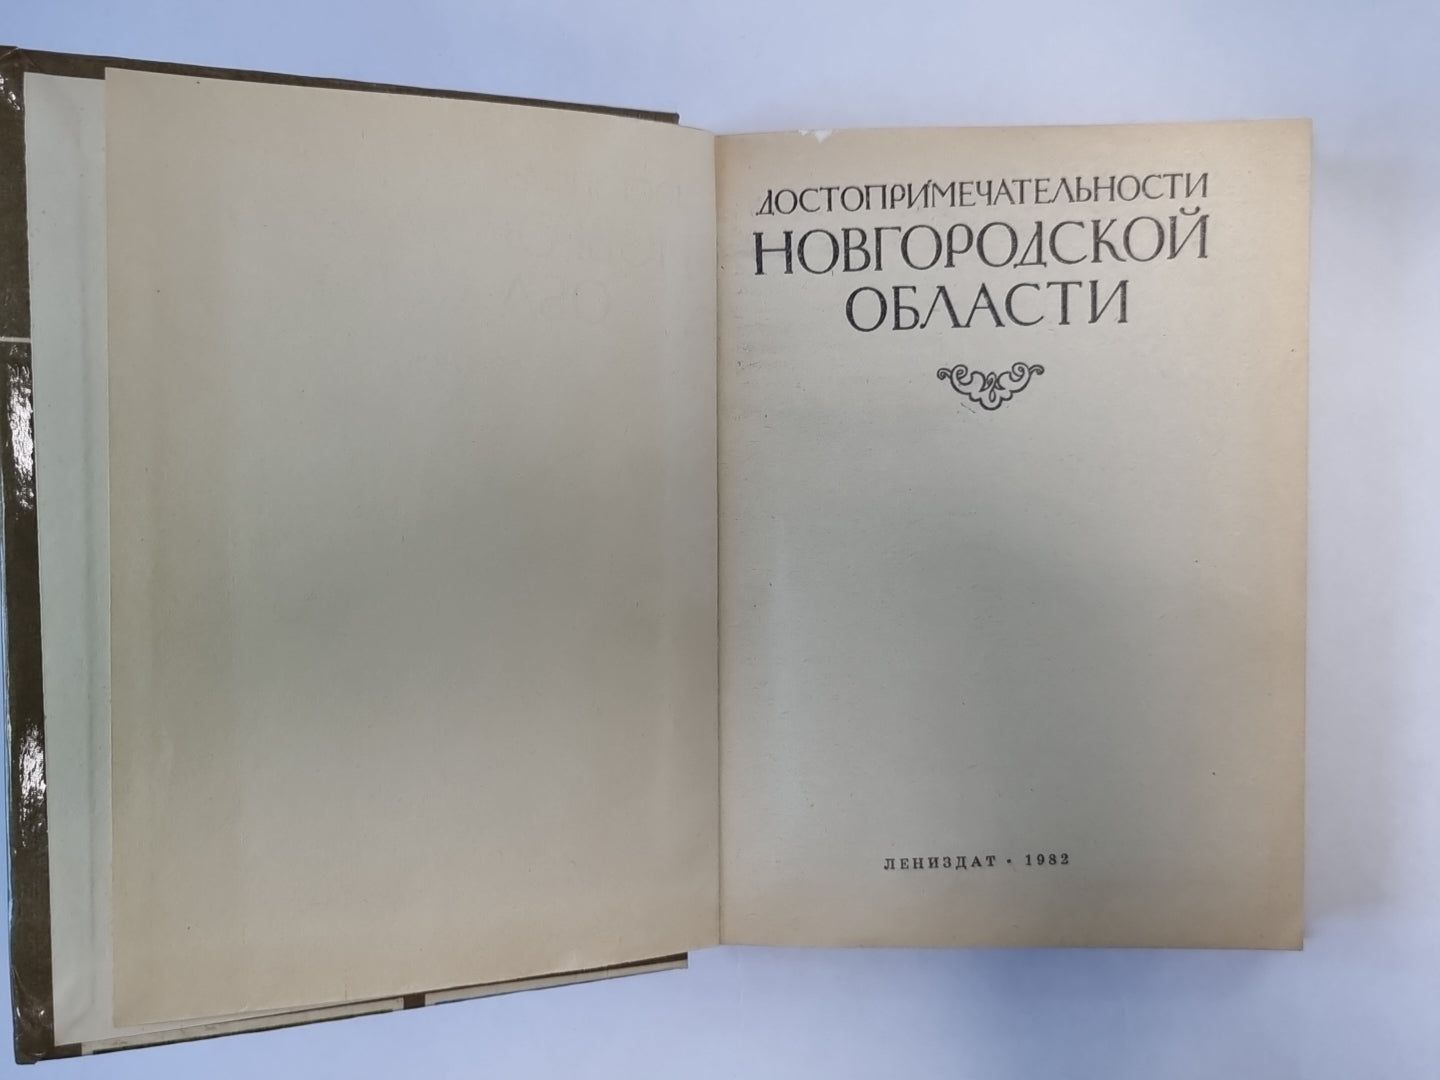 ДОСТОПРИМЕЧАТЕЛЬНОСТИ
НОВГОРОДСКОЙ
ОБЛАСТИ
ЛЕНИЗДАТ • 1982